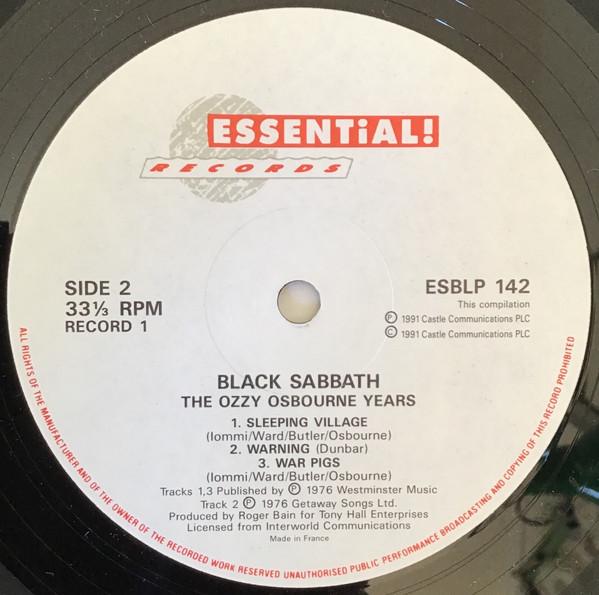 ESSENTiAL!
RECORDS
SIDE 2
33⅓ RPM
RECORD 1
ESBLP 142
This compilation
Ⓟ 1991 Castle Communications PLC
© 1991 Castle Communications PLC
BLACK SABBATH
THE OZZY OSBOURNE YEARS
1. SLEEPING VILLAGE
(Iommi/Ward/Butler/Osbourne)
2. WARNING (Dunbar)
3. WAR PIGS
(Iommi/Ward/Butler/Osbourne)
Tracks 1,3 Published by Ⓟ 1976 Westminster Music
Track 2 Ⓟ 1976 Getaway Songs Ltd.
Produced by Roger Bain for Tony Hall Enterprises
Licensed from Interworld Communications
Made in France
ALL RIGHTS OF THE MANUFACTURER AND OF THE OWNER OF THE RECORDED WORK RESERVED UNAUTHORISED PUBLIC PERFORMANCE BROADCASTING AND COPYING OF THIS RECORD PROHIBITED